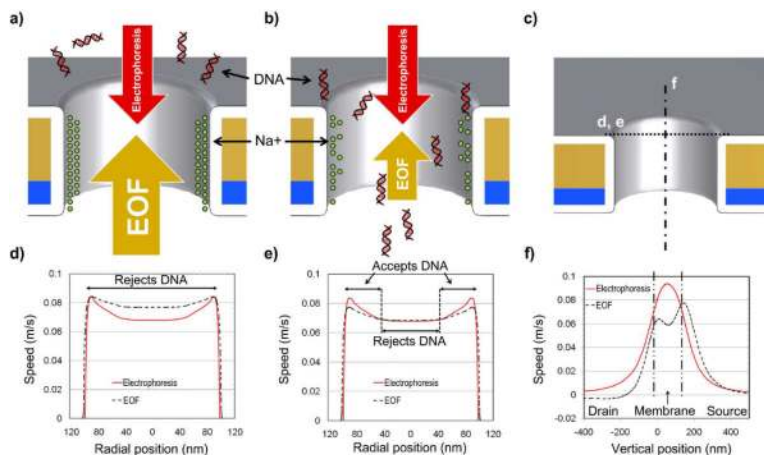 a)
b)
c)
Electrophoresis
DNA
Electrophoresis
f
d, e
Na+
EOF
EOF
d)
e)
f)
Accepts DNA
Rejects DNA
Rejects DNA
Speed (m/s)
0.1
0.08
0.06
0.04
0.02
0
Electrophoresis
EOF
120 80 40 0 40 80 120
Radial position (nm)
Speed (m/s)
0.1
0.08
0.06
0.04
0.02
0
Electrophoresis
EOF
120 80 40 0 40 80 120
Radial position (nm)
Speed (m/s)
0.1
0.08
0.06
0.04
0.02
0
-0.02
Electrophoresis
EOF
Drain Membrane Source
-400 -200 0 200 400
Vertical position (nm)